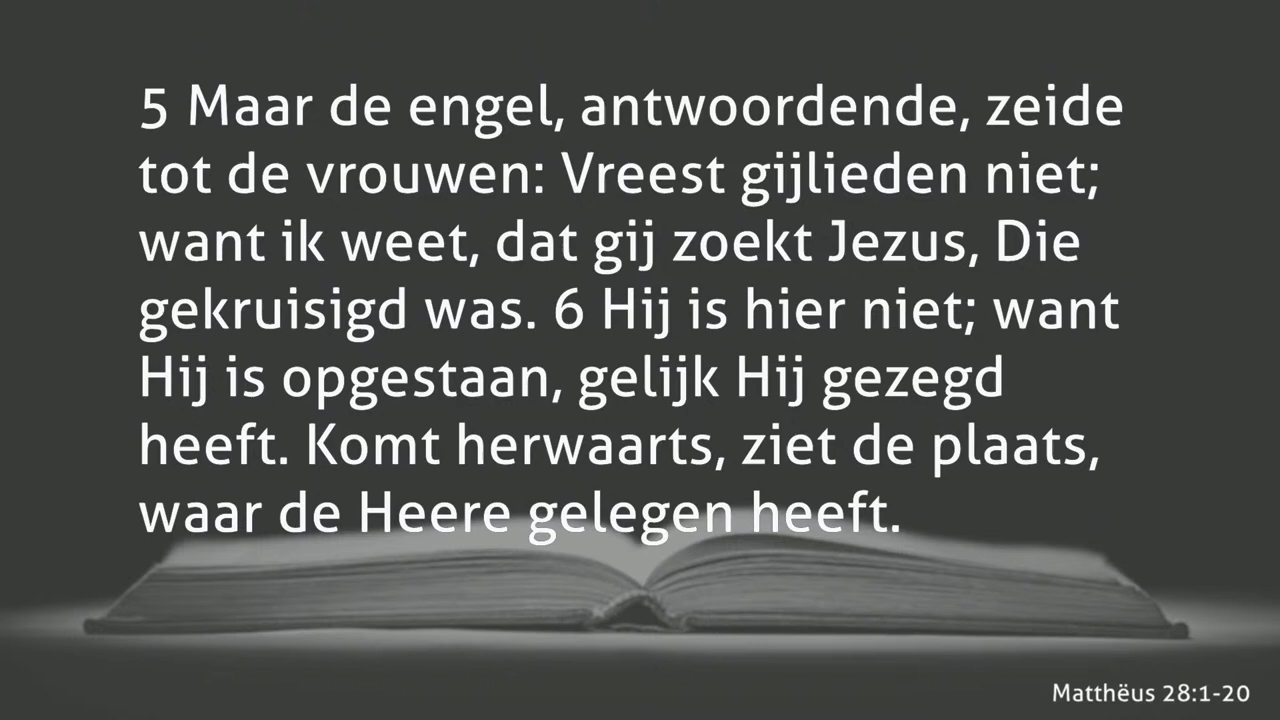 5 Maar de engel, antwoordende, zeide
tot de vrouwen: Vreest gijlieden niet;
want ik weet, dat gij zoekt Jezus, Die
gekruisigd was. 6 Hij is hier niet; want
Hij is opgestaan, gelijk Hij gezegd
heeft. Komt herwaarts, ziet de plaats,
waar de Heere gelegen heeft.
Matthëus 28:1-20